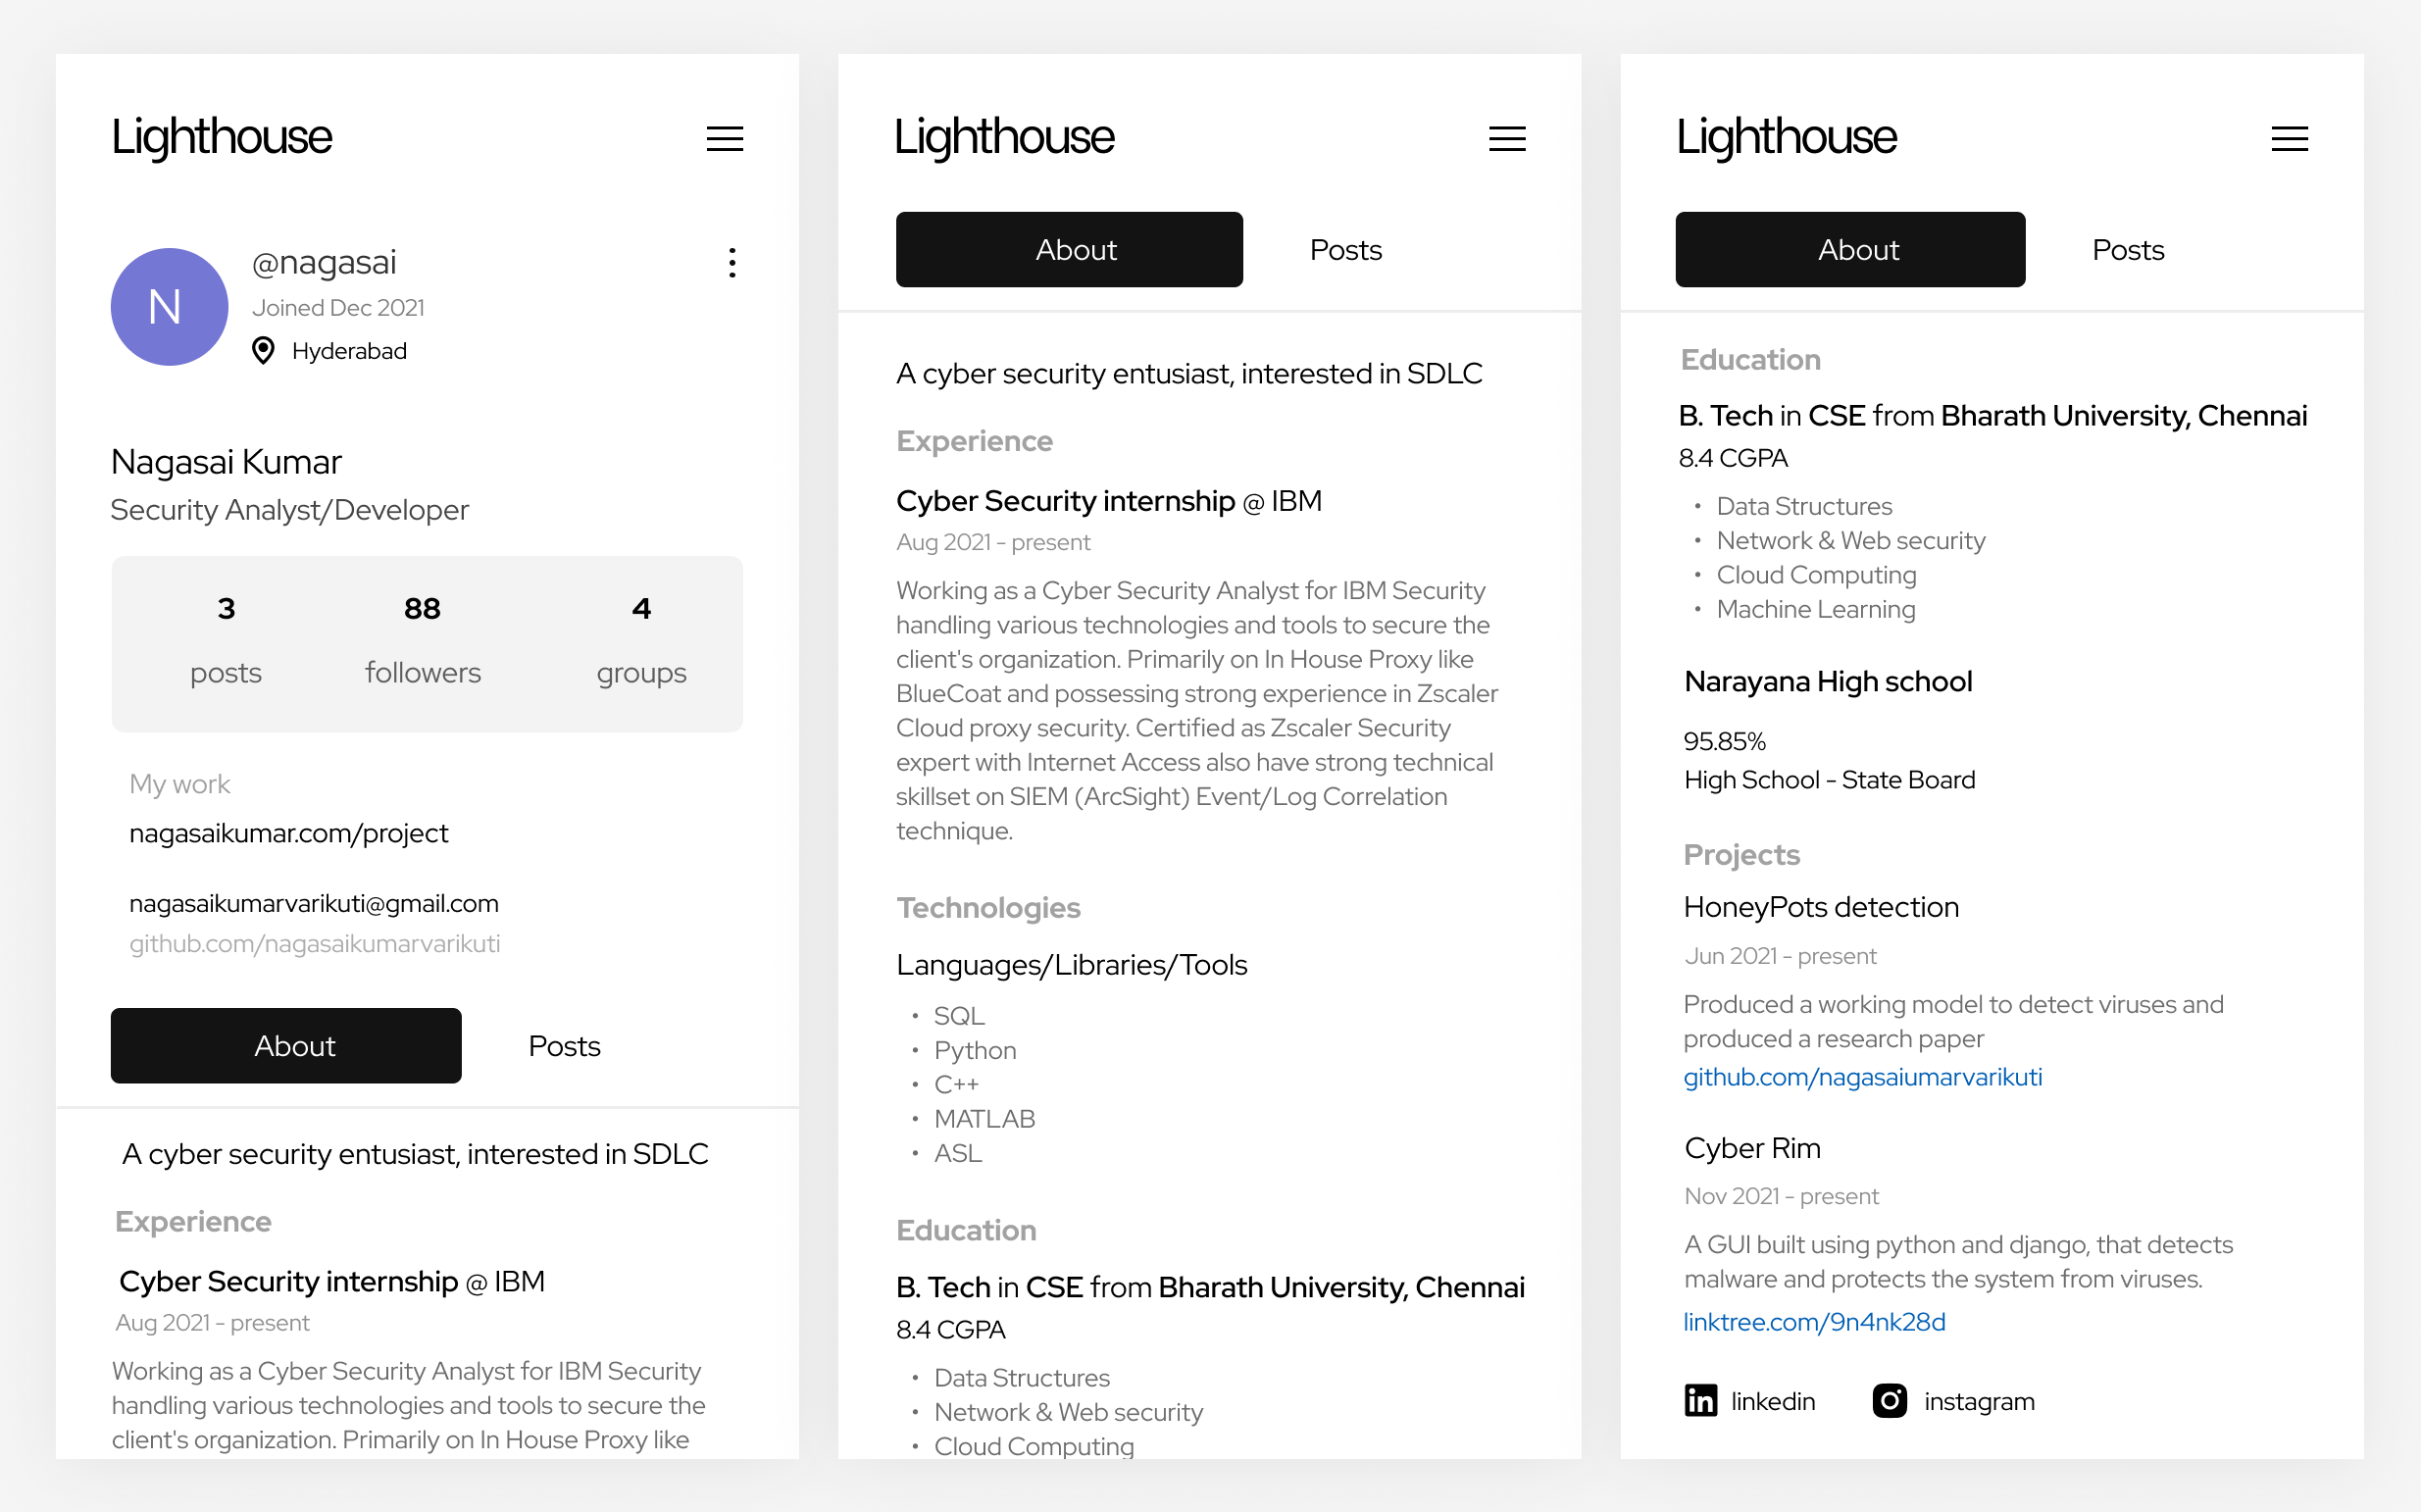 Lighthouse
N
@nagasai
Joined Dec 2021
Hyderabad
Nagasai Kumar
Security Analyst/Developer
3 88 4
posts followers groups
My work
nagasaikumar.com/project
nagasaikumarvarikuti@gmail.com
github.com/nagasaikumarvarikuti
About Posts
A cyber security entusiast, interested in SDLC
Experience
Cyber Security internship @ IBM
Aug 2021 - present
Working as a Cyber Security Analyst for IBM Security
handling various technologies and tools to secure the
client's organization. Primarily on In House Proxy like
Lighthouse
About Posts
A cyber security entusiast, interested in SDLC
Experience
Cyber Security internship @ IBM
Aug 2021 - present
Working as a Cyber Security Analyst for IBM Security
handling various technologies and tools to secure the
client's organization. Primarily on In House Proxy like
BlueCoat and possessing strong experience in Zscaler
Cloud proxy security. Certified as Zscaler Security
expert with Internet Access also have strong technical
skillset on SIEM (ArcSight) Event/Log Correlation
technique.
Technologies
Languages/Libraries/Tools
• SQL
• Python
• C++
• MATLAB
• ASL
Education
B. Tech in CSE from Bharath University, Chennai
8.4 CGPA
• Data Structures
• Network & Web security
• Cloud Computing
Lighthouse
About Posts
Education
B. Tech in CSE from Bharath University, Chennai
8.4 CGPA
• Data Structures
• Network & Web security
• Cloud Computing
• Machine Learning
Narayana High school
95.85%
High School - State Board
Projects
HoneyPots detection
Jun 2021 - present
Produced a working model to detect viruses and
produced a research paper
github.com/nagasaiumarvarikuti
Cyber Rim
Nov 2021 - present
A GUI built using python and django, that detects
malware and protects the system from viruses.
linktree.com/9n4nk28d
linkedin instagram